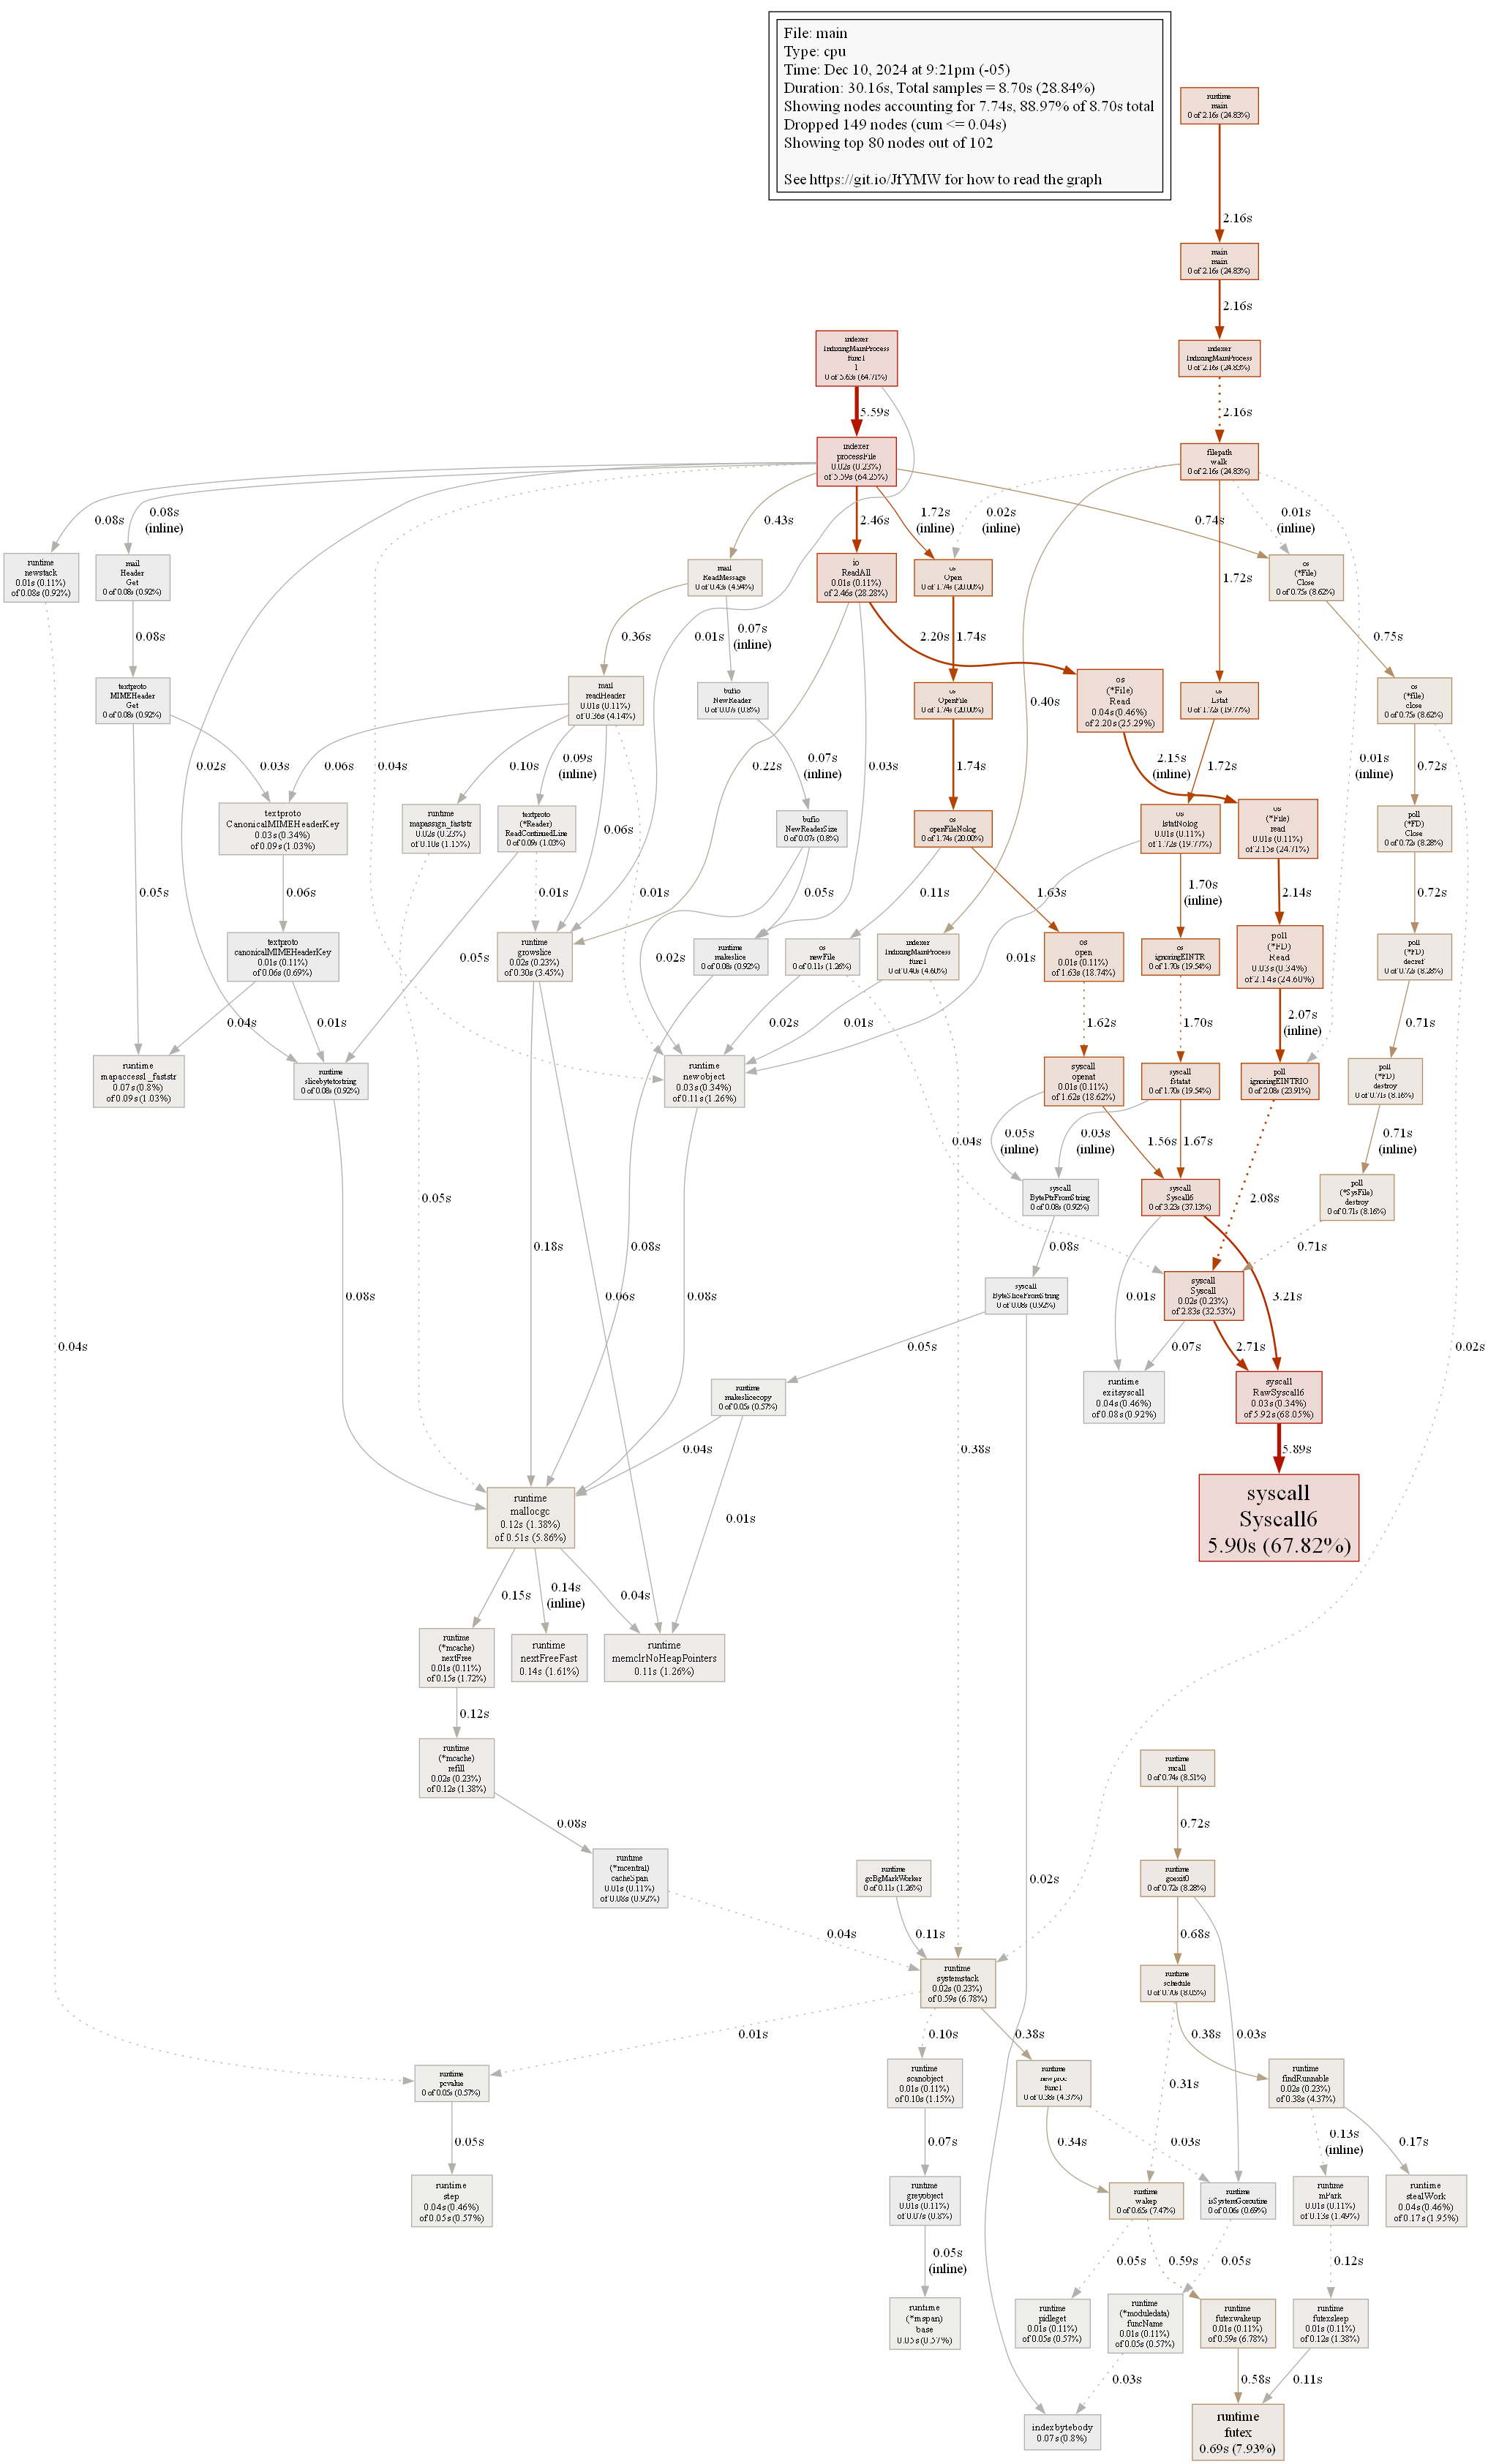 File: main
Type: cpu
Time: Dec 10, 2024 at 9:21pm (-05)
Duration: 30.16s, Total samples = 8.70s (28.84%)
Showing nodes accounting for 7.74s, 88.97% of 8.70s total
Dropped 149 nodes (cum <= 0.04s)
Showing top 80 nodes out of 102
See https://git.io/JfYMW for how to read the graph
runtime
main
0 of 2.16s (24.83%)
2.16s
main
main
0 of 2.16s (24.83%)
2.16s
indexer
IndexingMainProcess
func1
1
0 of 5.63s (64.71%)
indexer
IndexingMainProcess
0 of 2.16s (24.83%)
5.59s
2.16s
indexer
processFile
0.02s (0.23%)
of 5.59s (64.25%)
filepath
walk
0 of 2.16s (24.83%)
0.08s
0.08s
(inline)
0.43s
2.46s
1.72s
(inline)
0.02s
(inline)
0.74s
0.01s
(inline)
runtime
newstack
0.01s (0.11%)
of 0.08s (0.92%)
mail
Header
Get
0 of 0.08s (0.92%)
mail
ReadMessage
0 of 0.43s (4.94%)
io
ReadAll
0.01s (0.11%)
of 2.46s (28.28%)
os
Open
0 of 1.74s (20.00%)
1.72s
os
(*File)
Close
0 of 0.75s (8.62%)
0.08s
0.36s
0.07s
(inline)
0.01s
2.20s
1.74s
0.75s
textproto
MIMEHeader
Get
0 of 0.08s (0.92%)
mail
readHeader
0.01s (0.11%)
of 0.36s (4.14%)
bufio
NewReader
0 of 0.07s (0.8%)
os
OpenFile
0 of 1.74s (20.00%)
0.40s
os
(*File)
Read
0.04s (0.46%)
of 2.20s (25.29%)
os
Lstat
0 of 1.72s (19.77%)
os
(*file)
close
0 of 0.75s (8.62%)
0.02s
0.03s
0.06s
0.04s
0.10s
0.09s
(inline)
0.22s
0.07s
(inline)
0.03s
1.74s
2.15s
(inline)
1.72s
0.01s
(inline)
0.72s
textproto
CanonicalMIMEHeaderKey
0.03s (0.34%)
of 0.09s (1.03%)
runtime
mapassign_faststr
0.02s (0.23%)
of 0.10s (1.15%)
textproto
(*Reader)
ReadContinuedLine
0 of 0.09s (1.03%)
0.06s
bufio
NewReaderSize
0 of 0.07s (0.8%)
os
openFileNolog
0 of 1.74s (20.00%)
os
lstatNolog
0.01s (0.11%)
of 1.72s (19.77%)
os
(*File)
read
0.01s (0.11%)
of 2.15s (24.71%)
poll
(*FD)
Close
0 of 0.72s (8.28%)
0.05s
0.06s
0.01s
0.01s
0.05s
0.11s
1.63s
1.70s
(inline)
2.14s
0.72s
textproto
canonicalMIMEHeaderKey
0.01s (0.11%)
of 0.06s (0.69%)
0.05s
runtime
growslice
0.02s (0.23%)
of 0.30s (3.45%)
0.02s
runtime
makeslice
0 of 0.08s (0.92%)
os
newFile
0 of 0.11s (1.26%)
indexer
IndexingMainProcess
func1
0 of 0.40s (4.60%)
0.01s
os
open
0.01s (0.11%)
of 1.63s (18.74%)
os
ignoringEINTR
0 of 1.70s (19.54%)
poll
(*FD)
Read
0.03s (0.34%)
of 2.14s (24.60%)
poll
(*FD)
decref
0 of 0.72s (8.28%)
0.04s
0.01s
0.02s
0.01s
1.62s
1.70s
2.07s
(inline)
0.71s
runtime
mapaccess1_faststr
0.07s (0.8%)
of 0.09s (1.03%)
runtime
slicebytetostring
0 of 0.08s (0.92%)
runtime
newobject
0.03s (0.34%)
of 0.11s (1.26%)
syscall
openat
0.01s (0.11%)
of 1.62s (18.62%)
syscall
fstatat
0 of 1.70s (19.54%)
poll
ignoringEINTRIO
0 of 2.08s (23.91%)
poll
(*FD)
destroy
0 of 0.71s (8.16%)
0.04s
0.05s
(inline)
0.03s
(inline)
1.56s
1.67s
0.71s
(inline)
0.05s
syscall
BytePtrFromString
0 of 0.08s (0.92%)
syscall
Syscall6
0 of 3.23s (37.13%)
2.08s
poll
(*SysFile)
destroy
0 of 0.71s (8.16%)
0.18s
0.08s
0.08s
0.71s
0.08s
0.06s
0.08s
syscall
ByteSliceFromString
0 of 0.08s (0.92%)
0.01s
syscall
Syscall
0.02s (0.23%)
of 2.83s (32.53%)
3.21s
0.04s
0.05s
0.07s
2.71s
0.02s
runtime
makeslicecopy
0 of 0.05s (0.57%)
runtime
exitsyscall
0.04s (0.46%)
of 0.08s (0.92%)
syscall
RawSyscall6
0.03s (0.34%)
of 5.92s (68.05%)
0.04s
0.38s
5.89s
runtime
mallocgc
0.12s (1.38%)
of 0.51s (5.86%)
0.01s
syscall
Syscall6
5.90s (67.82%)
0.15s
0.14s
(inline)
0.04s
runtime
(*mcache)
nextFree
0.01s (0.11%)
of 0.15s (1.72%)
runtime
nextFreeFast
0.14s (1.61%)
runtime
memclrNoHeapPointers
0.11s (1.26%)
0.12s
runtime
(*mcache)
refill
0.02s (0.23%)
of 0.12s (1.38%)
runtime
mcall
0 of 0.74s (8.51%)
0.08s
0.72s
runtime
(*mcentral)
cacheSpan
0.01s (0.11%)
of 0.08s (0.92%)
runtime
gcBgMarkWorker
0 of 0.11s (1.26%)
0.02s
runtime
goexit0
0 of 0.72s (8.28%)
0.04s
0.11s
0.68s
runtime
systemstack
0.02s (0.23%)
of 0.59s (6.78%)
runtime
schedule
0 of 0.70s (8.05%)
0.01s
0.10s
0.38s
0.38s
0.03s
runtime
pcvalue
0 of 0.05s (0.57%)
runtime
scanobject
0.01s (0.11%)
of 0.10s (1.15%)
runtime
newproc
func1
0 of 0.38s (4.37%)
0.31s
runtime
findRunnable
0.02s (0.23%)
of 0.38s (4.37%)
0.05s
0.07s
0.34s
0.03s
0.13s
(inline)
0.17s
runtime
step
0.04s (0.46%)
of 0.05s (0.57%)
runtime
greyobject
0.01s (0.11%)
of 0.07s (0.8%)
runtime
wakep
0 of 0.65s (7.47%)
runtime
isSystemGoroutine
0 of 0.06s (0.69%)
runtime
mPark
0.01s (0.11%)
of 0.13s (1.49%)
runtime
stealWork
0.04s (0.46%)
of 0.17s (1.95%)
0.05s
(inline)
0.05s
0.59s
0.05s
0.12s
runtime
(*mspan)
base
0.05s (0.57%)
runtime
pidleget
0.01s (0.11%)
of 0.05s (0.57%)
runtime
(*moduledata)
funcName
0.01s (0.11%)
of 0.05s (0.57%)
runtime
futexwakeup
0.01s (0.11%)
of 0.59s (6.78%)
runtime
futexsleep
0.01s (0.11%)
of 0.12s (1.38%)
0.03s
0.58s
0.11s
indexbytebody
0.07s (0.8%)
runtime
futex
0.69s (7.93%)